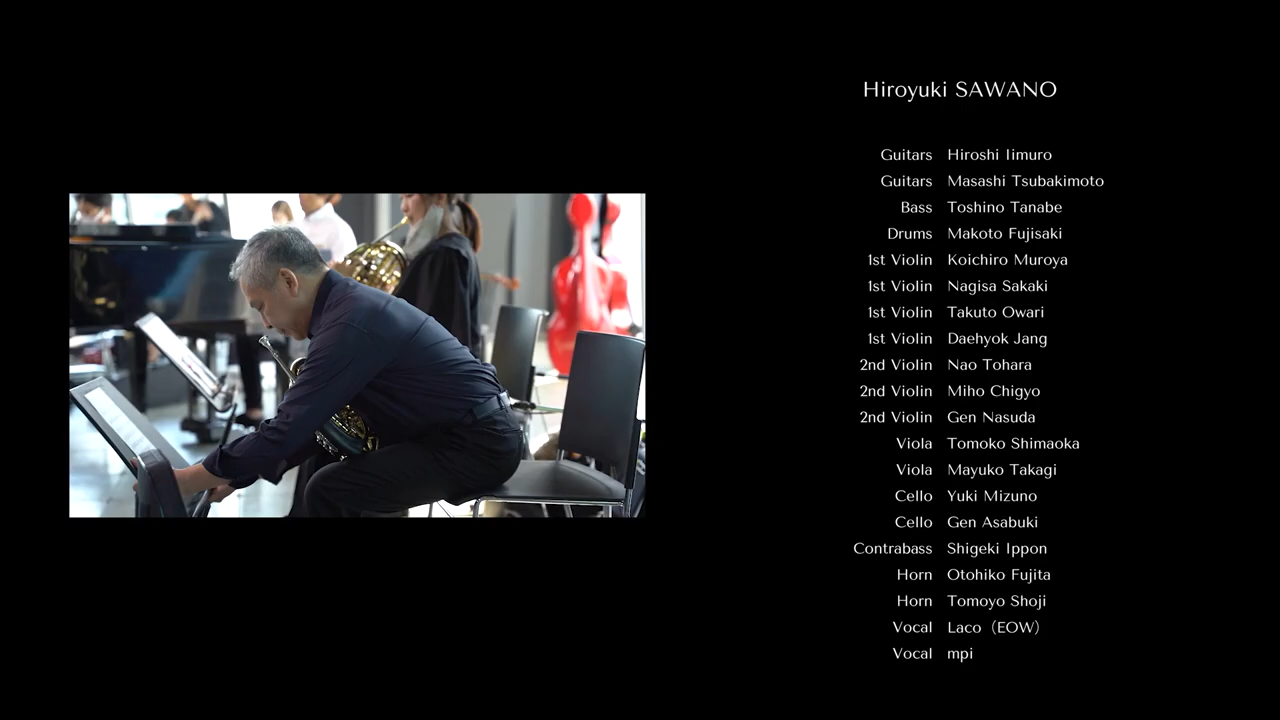 Hiroyuki SAWANO
Guitars Hiroshi Iimuro
Guitars Masashi Tsubakimoto
Bass Toshino Tanabe
Drums Makoto Fujisaki
1st Violin Koichiro Muroya
1st Violin Nagisa Sakaki
1st Violin Takuto Owari
1st Violin Daehyok Jang
2nd Violin Nao Tohara
2nd Violin Miho Chigyo
2nd Violin Gen Nasuda
Viola Tomoko Shimaoka
Viola Mayuko Takagi
Cello Yuki Mizuno
Cello Gen Asabuki
Contrabass Shigeki Ippon
Horn Otohiko Fujita
Horn Tomoyo Shoji
Vocal Laco（EOW）
Vocal mpi